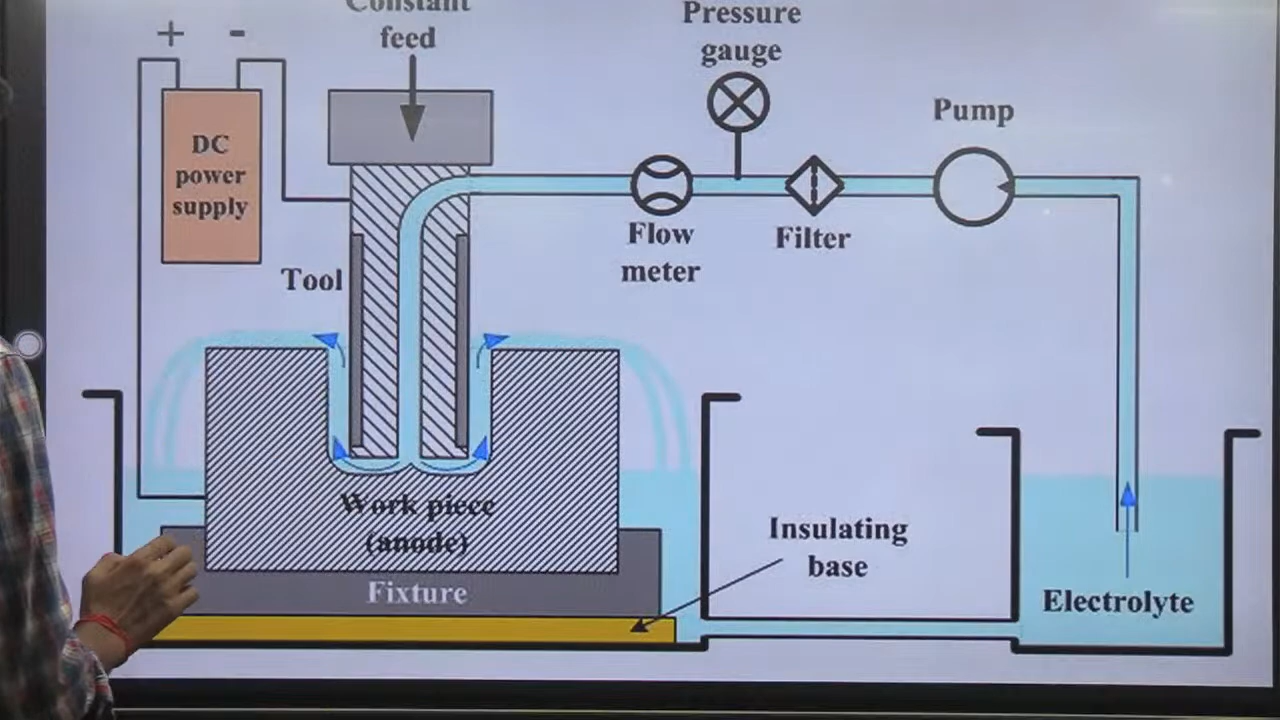 + -
Constant
feed
Pressure
gauge
Pump
DC
power
supply
Tool
Flow
meter
Filter
Work piece
(anode)
Fixture
Insulating
base
Electrolyte